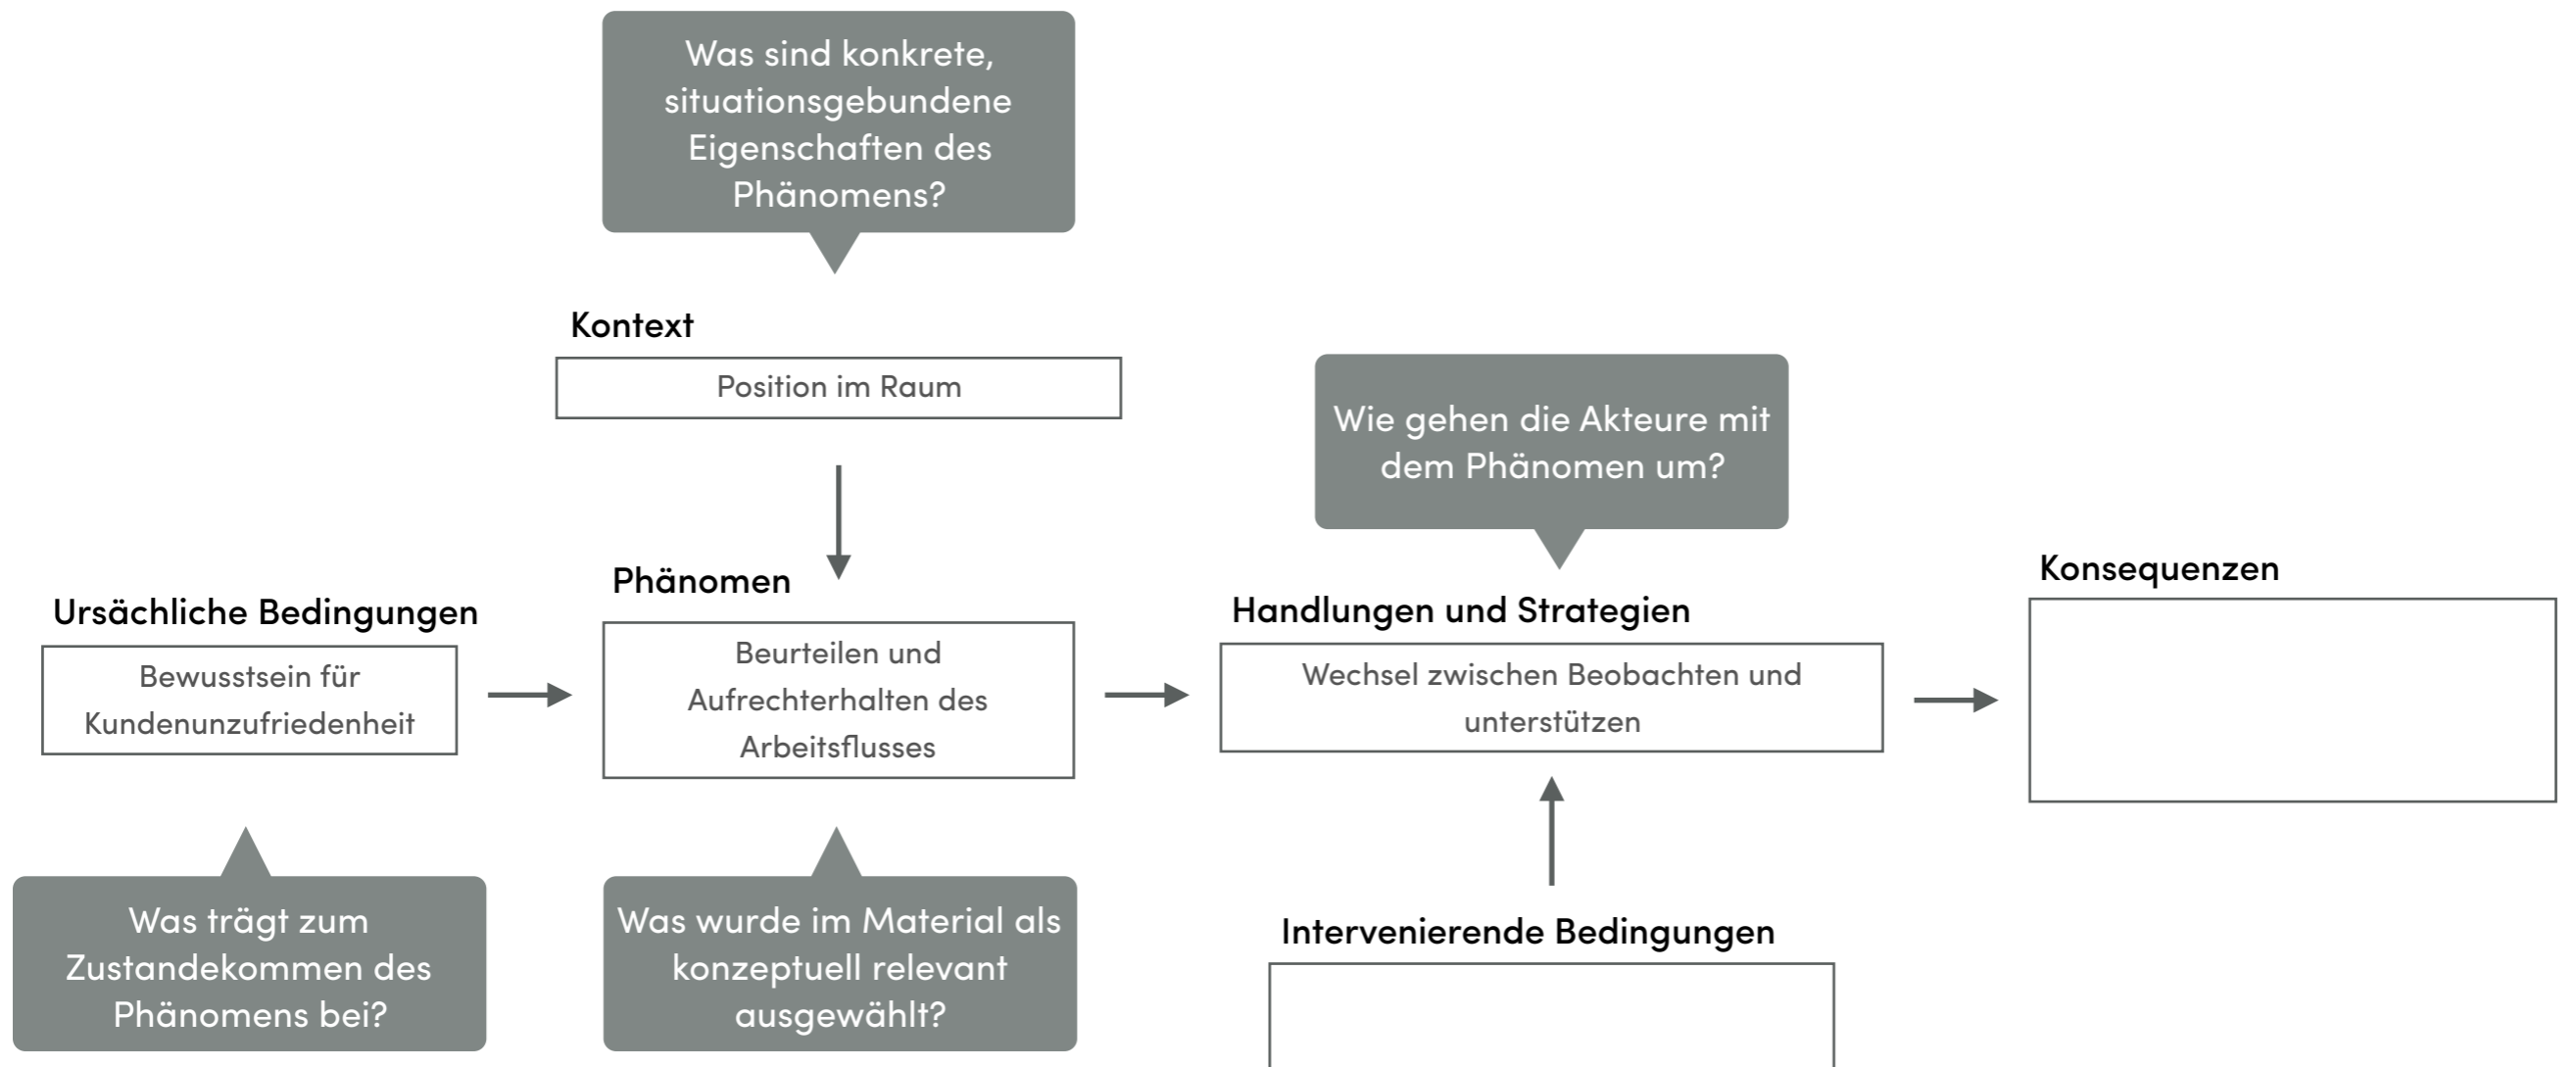 Was sind konkrete,
situationsgebundene
Eigenschaften des
Phänomens?
Kontext
Position im Raum
Wie gehen die Akteure mit
dem Phänomen um?
Ursächliche Bedingungen
Bewusstsein für
Kundenunzufriedenheit
Phänomen
Beurteilen und
Aufrechterhalten des
Arbeitsflusses
Handlungen und Strategien
Wechsel zwischen Beobachten und
unterstützen
Konsequenzen
Was trägt zum
Zustandekommen des
Phänomens bei?
Was wurde im Material als
konzeptuell relevant
ausgewählt?
Intervenierende Bedingungen